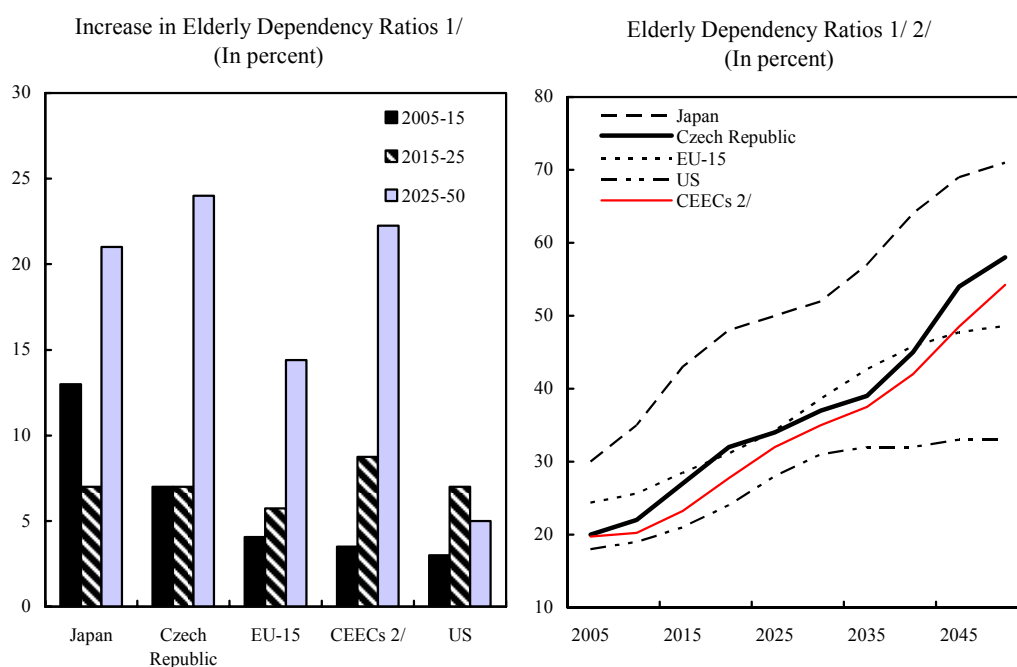 Increase in Elderly Dependency Ratios 1/
(In percent)
30
25
20
15
10
5
0
2005-15
2015-25
2025-50
Japan
Czech
Republic
EU-15
CEECs 2/
US
Elderly Dependency Ratios 1/ 2/
(In percent)
80
70
60
50
40
30
20
10
Japan
Czech Republic
EU-15
US
CEECs 2/
2005
2015
2025
2035
2045